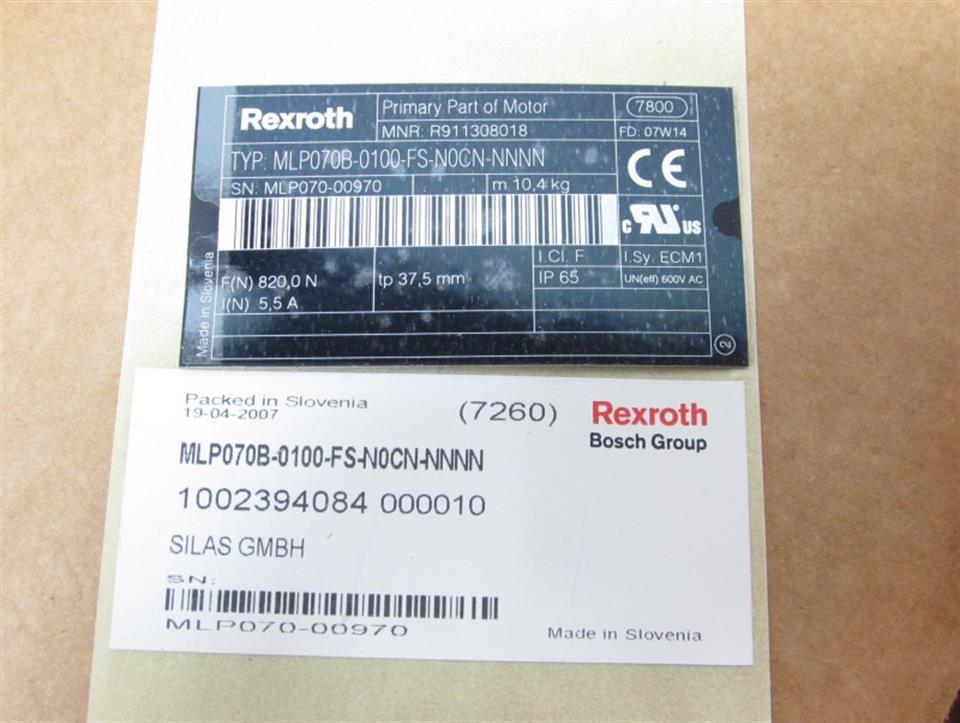 Rexroth
Primary Part of Motor
7800
MNR: R911308018
FD: 07W14
TYP: MLP070B-0100-FS-N0CN-NNNN
SN: MLP070-00970
m 10,4 kg
CE
c RU US
I.Cl. F
I.Sy. ECM1
F(N) 820,0 N
tp 37,5 mm
IP 65
UN(eff) 600V AC
I(N) 5,5 A
Made in Slovenia
2
Packed in Slovenia
19-04-2007
(7260)
Rexroth
Bosch Group
MLP070B-0100-FS-N0CN-NNNN
1002394084 000010
SILAS GMBH
SN:
MLP070-00970
Made in Slovenia